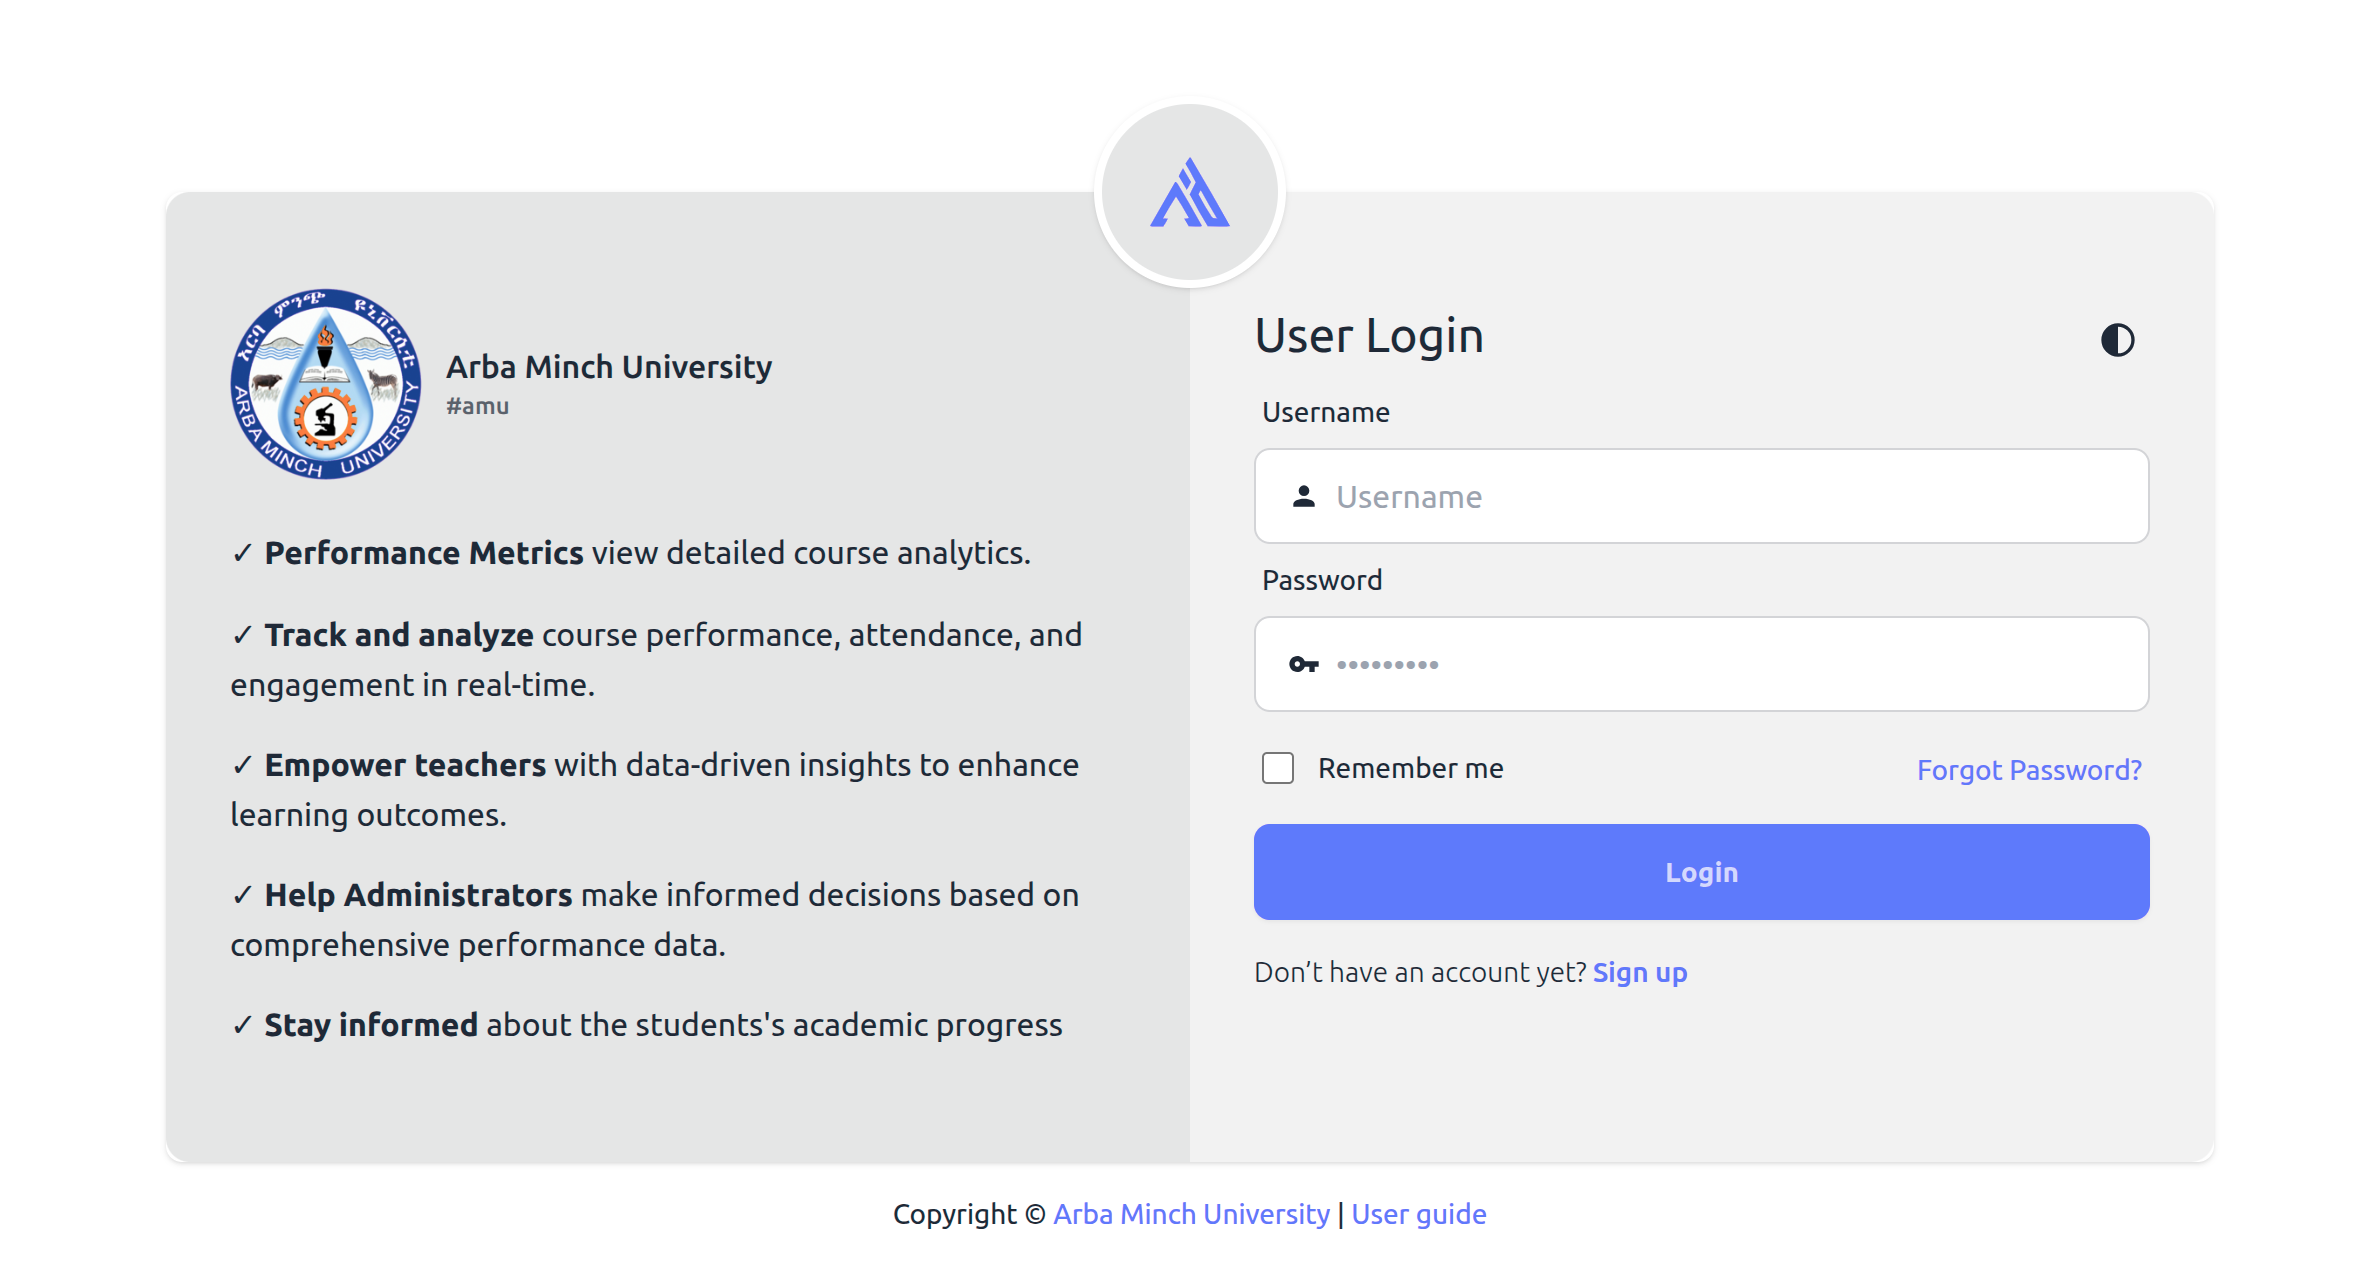 አርባ ምንጭ ዩኒቨርሲቲ
ARBA MINCH UNIVERSITY
Arba Minch University
#amu
✓ Performance Metrics view detailed course analytics.
✓ Track and analyze course performance, attendance, and
engagement in real-time.
✓ Empower teachers with data-driven insights to enhance
learning outcomes.
✓ Help Administrators make informed decisions based on
comprehensive performance data.
✓ Stay informed about the students's academic progress
User Login
Username
Username
Password
•••••••••
Remember me
Forgot Password?
Login
Don’t have an account yet? Sign up
Copyright © Arba Minch University | User guide